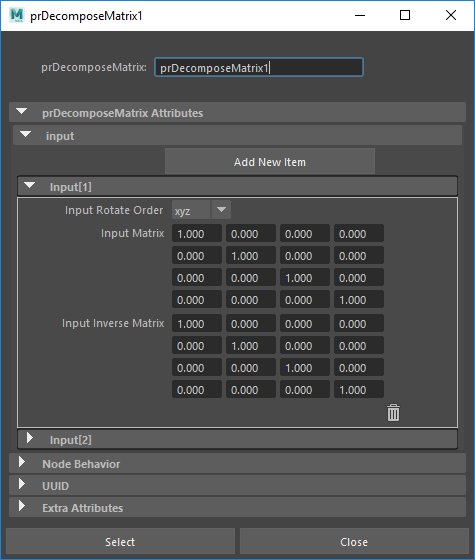 prDecomposeMatrix1
prDecomposeMatrix: prDecomposeMatrix1
prDecomposeMatrix Attributes
input
Add New Item
Input[1]
Input Rotate Order xyz
Input Matrix 1.000 0.000 0.000 0.000
0.000 1.000 0.000 0.000
0.000 0.000 1.000 0.000
0.000 0.000 0.000 1.000
Input Inverse Matrix 1.000 0.000 0.000 0.000
0.000 1.000 0.000 0.000
0.000 0.000 1.000 0.000
0.000 0.000 0.000 1.000
Input[2]
Node Behavior
UUID
Extra Attributes
Select Close